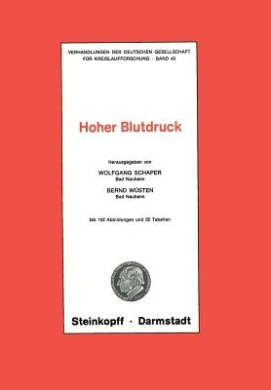 VERHANDLUNGEN DER DEUTSCHEN GESELLSCHAFT
FÜR KREISLAUFFORSCHUNG · BAND 43
Hoher Blutdruck
Herausgegeben von
WOLFGANG SCHAPER
Bad Nauheim
BERND WÜSTEN
Bad Nauheim
Mit 192 Abbildungen und 35 Tabellen
Steinkopff · Darmstadt